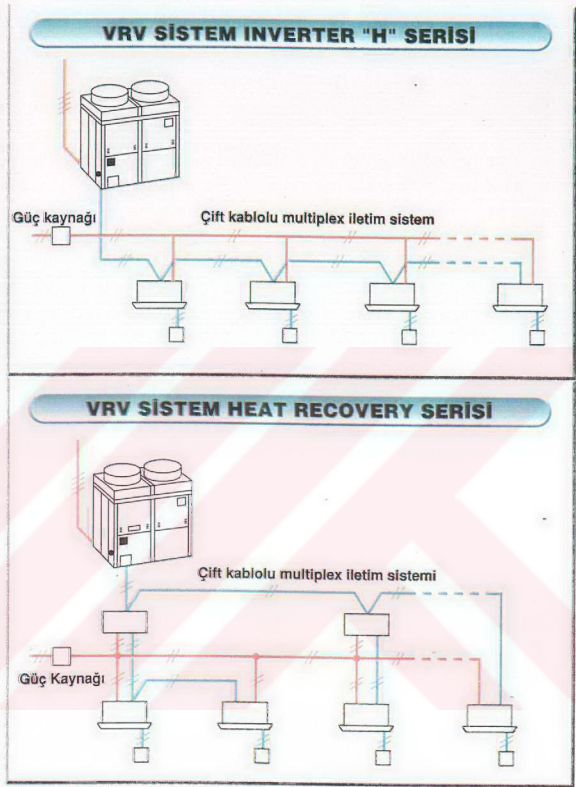 VRV SİSTEM INVERTER "H" SERİSİ
Güç kaynağı
Çift kablolu multiplex iletim sistem
VRV SİSTEM HEAT RECOVERY SERİSİ
Çift kablolu multiplex iletim sistemi
Güç Kaynağı